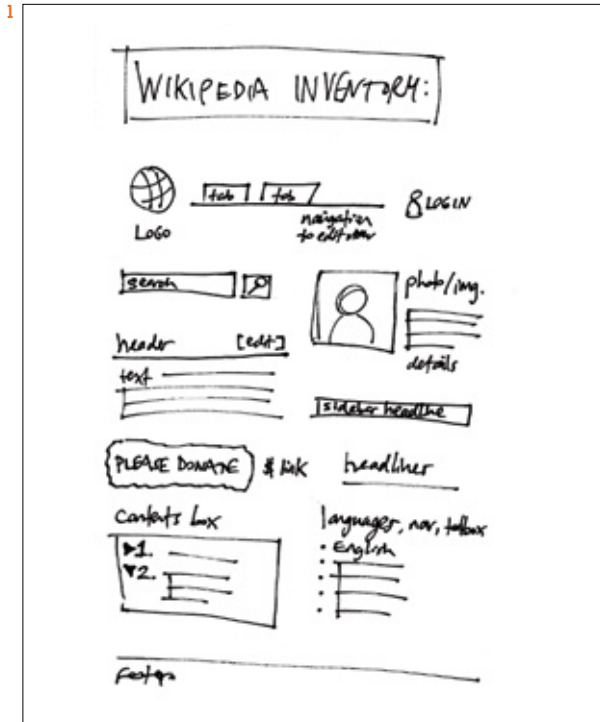 1
WIKIPEDIA INVENTORY:
tab tab
LOGO
navigation
to edit view
LOGIN
search
photo/img.
header [edit]
text
details
sidebar headline
PLEASE DONATE $ link
headlines
contents box
languages, nav, toolbox
1.
2.
English
footer